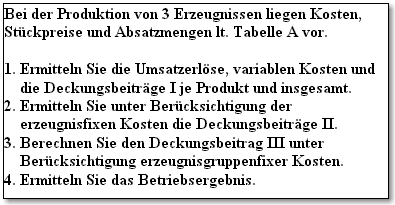 Bei der Produktion von 3 Erzeugnissen liegen Kosten,
Stückpreise und Absatzmengen lt. Tabelle A vor.
1. Ermitteln Sie die Umsatzerlöse, variablen Kosten und
die Deckungsbeiträge I je Produkt und insgesamt.
2. Ermitteln Sie unter Berücksichtigung der
erzeugnisfixen Kosten die Deckungsbeiträge II.
3. Berechnen Sie den Deckungsbeitrag III unter
Berücksichtigung erzeugnisgruppenfixer Kosten.
4. Ermitteln Sie das Betriebsergebnis.